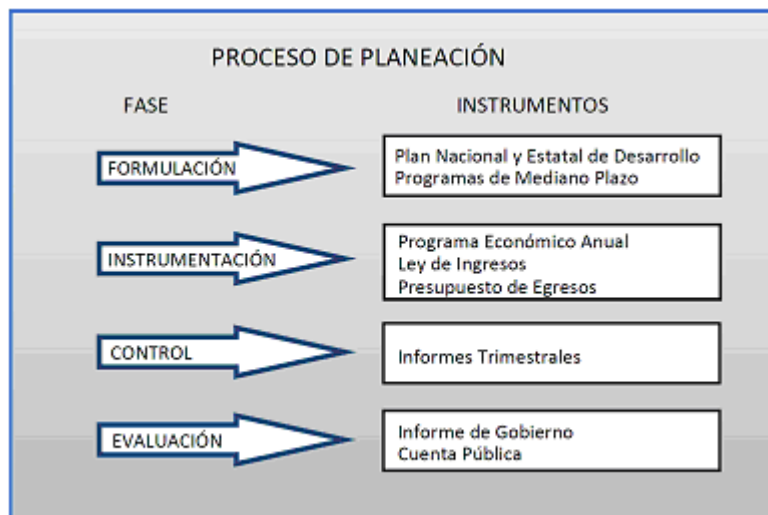 PROCESO DE PLANEACIÓN
FASE
INSTRUMENTOS
FORMULACIÓN
Plan Nacional y Estatal de Desarrollo
Programas de Mediano Plazo
INSTRUMENTACIÓN
Programa Económico Anual
Ley de Ingresos
Presupuesto de Egresos
CONTROL
Informes Trimestrales
EVALUACIÓN
Informe de Gobierno
Cuenta Pública